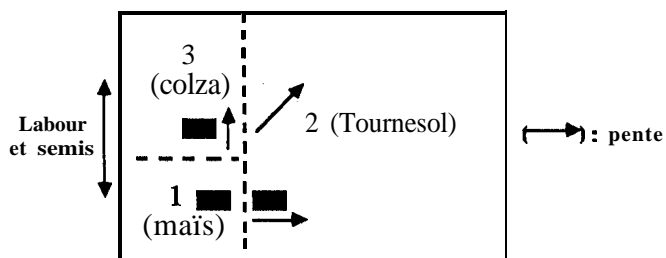 3
(colza)
Labour
et semis
2 (Tournesol)
( ) : pente
1
(maïs)